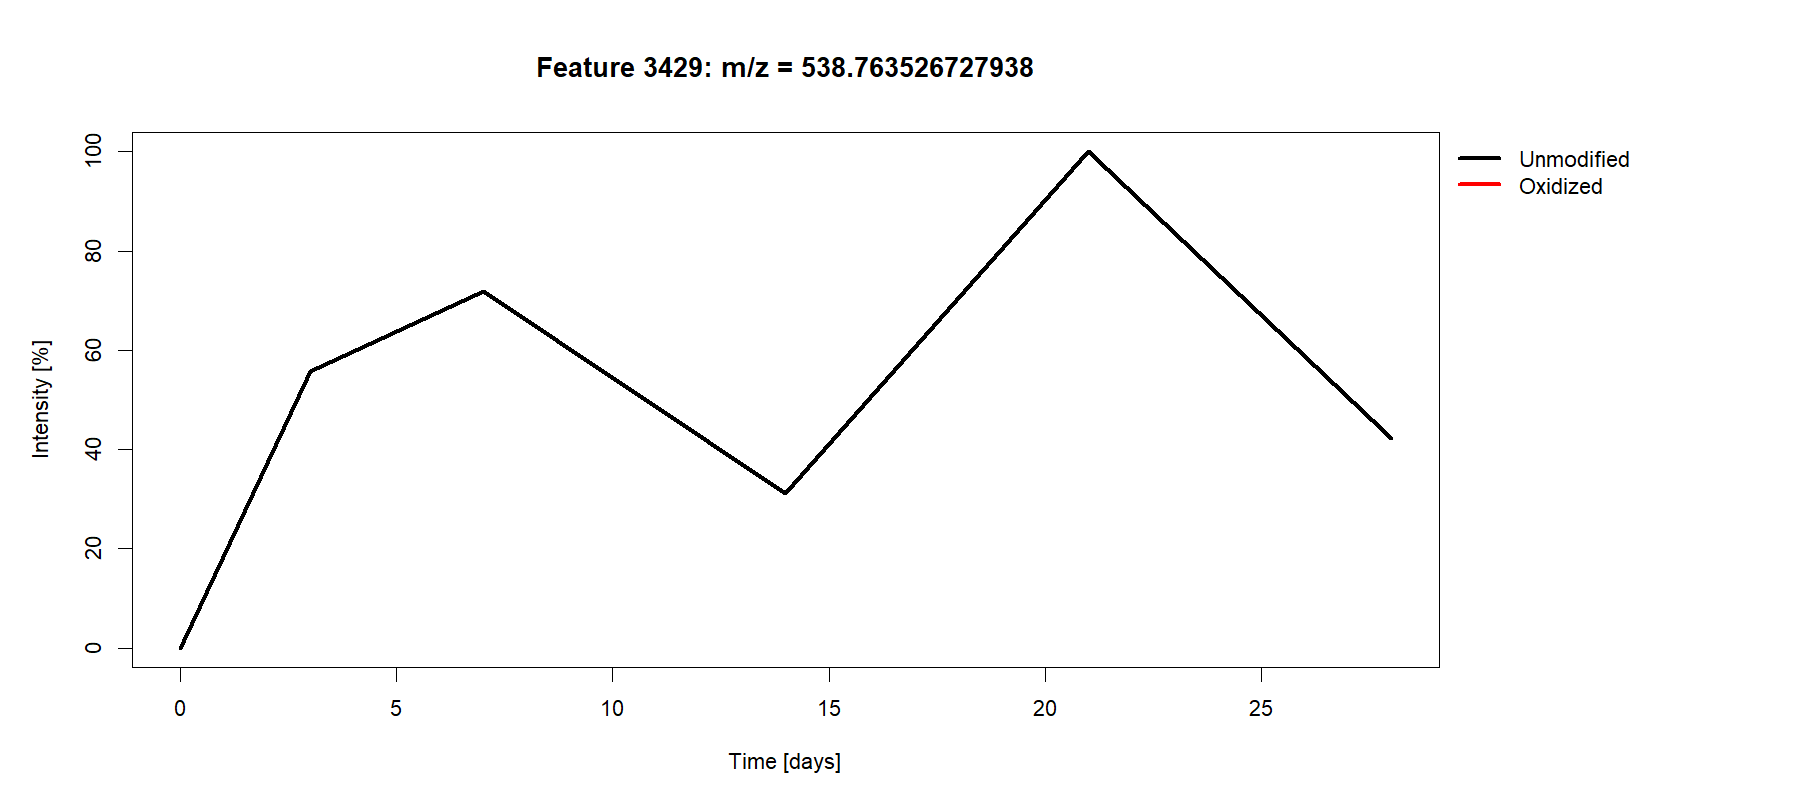 Feature 3429: m/z = 538.763526727938
Unmodified
Oxidized
Intensity [%]
100
80
60
40
20
0
0 5 10 15 20 25
Time [days]